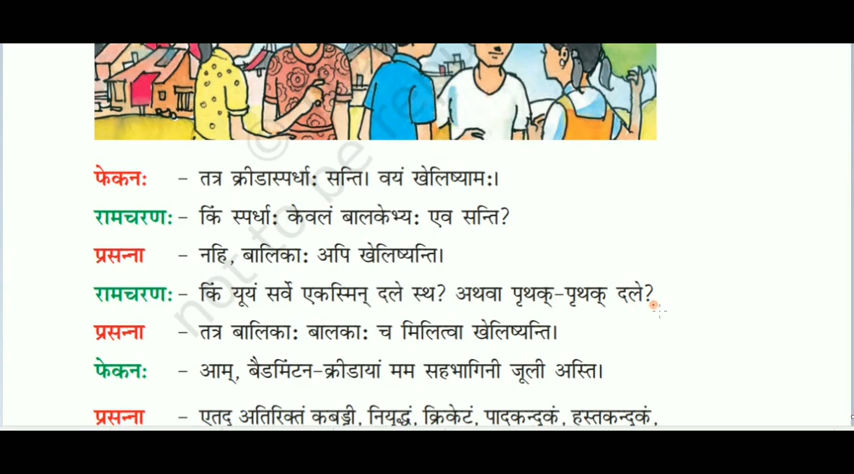 फेकनः – तत्र क्रीडास्पर्धाः सन्ति। वयं खेलिष्यामः।
रामचरणः – किं स्पर्धाः केवलं बालकेभ्यः एव सन्ति?
प्रसन्ना – नहि, बालिकाः अपि खेलिष्यन्ति।
रामचरणः – किं यूयं सर्वे एकस्मिन् दले स्थ? अथवा पृथक्-पृथक् दले?
प्रसन्ना – तत्र बालिकाः बालकाः च मिलित्वा खेलिष्यन्ति।
फेकनः – आम्, बैडमिंटन-क्रीडायां मम सहभागिनी जूली अस्ति।
प्रसन्ना – एतद् अतिरिक्तं कबड्डी, नियुद्धं, क्रिकेटं, पादकन्दुकं, हस्तकन्दुकं,